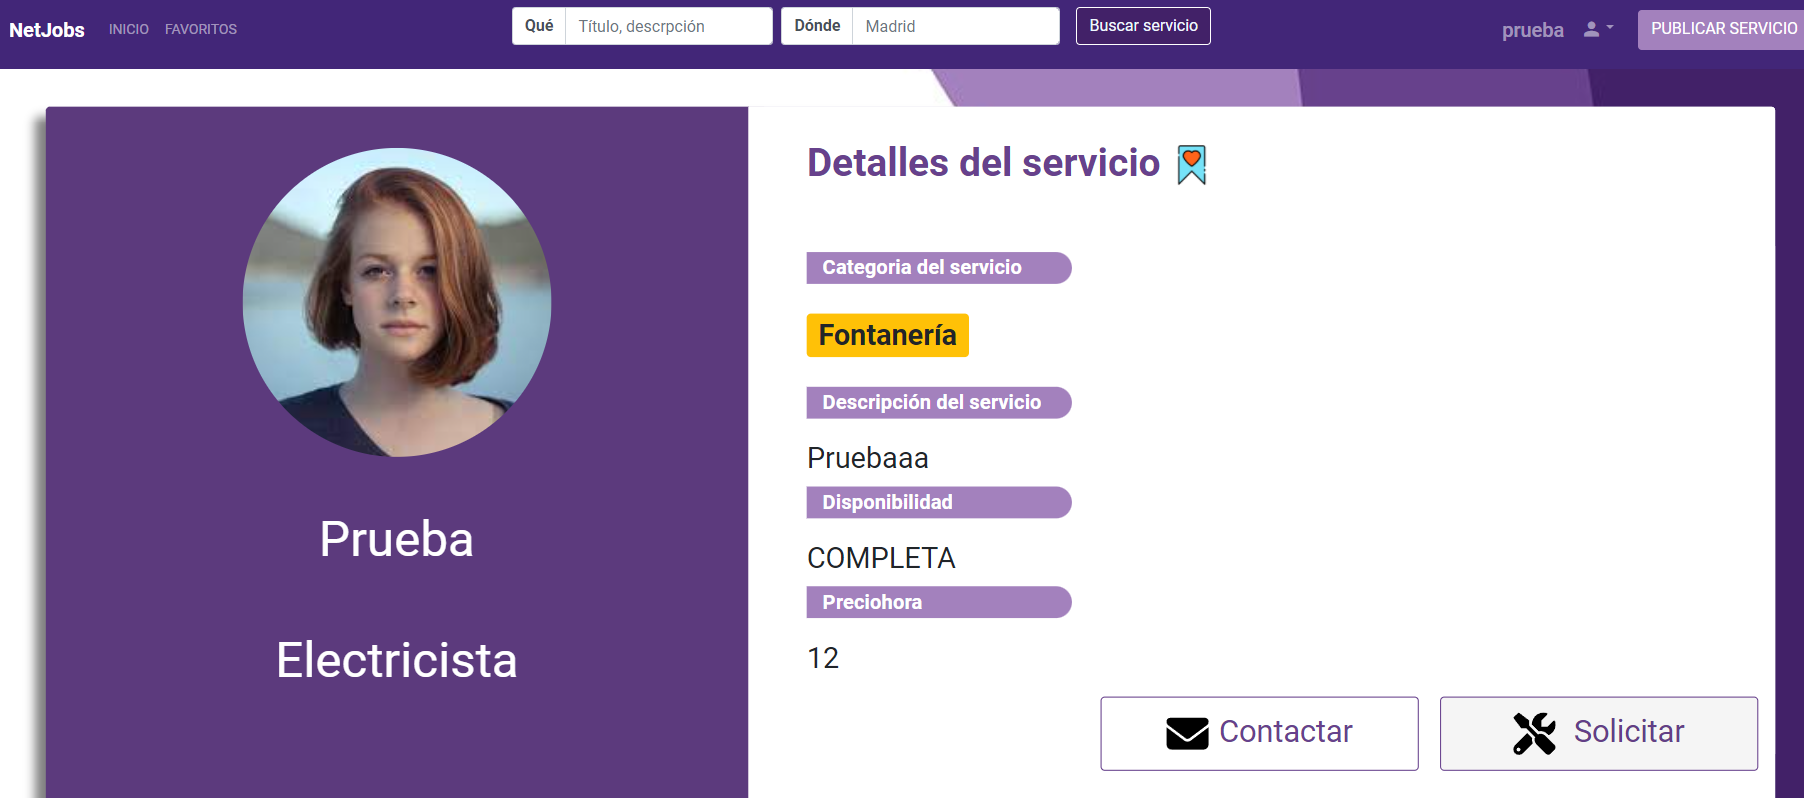 NetJobs INICIO FAVORITOS Qué Título, descrpción Dónde Madrid Buscar servicio prueba PUBLICAR SERVICIO
Prueba
Electricista
Detalles del servicio
Categoria del servicio
Fontanería
Descripción del servicio
Pruebaaa
Disponibilidad
COMPLETA
Preciohora
12
Contactar Solicitar